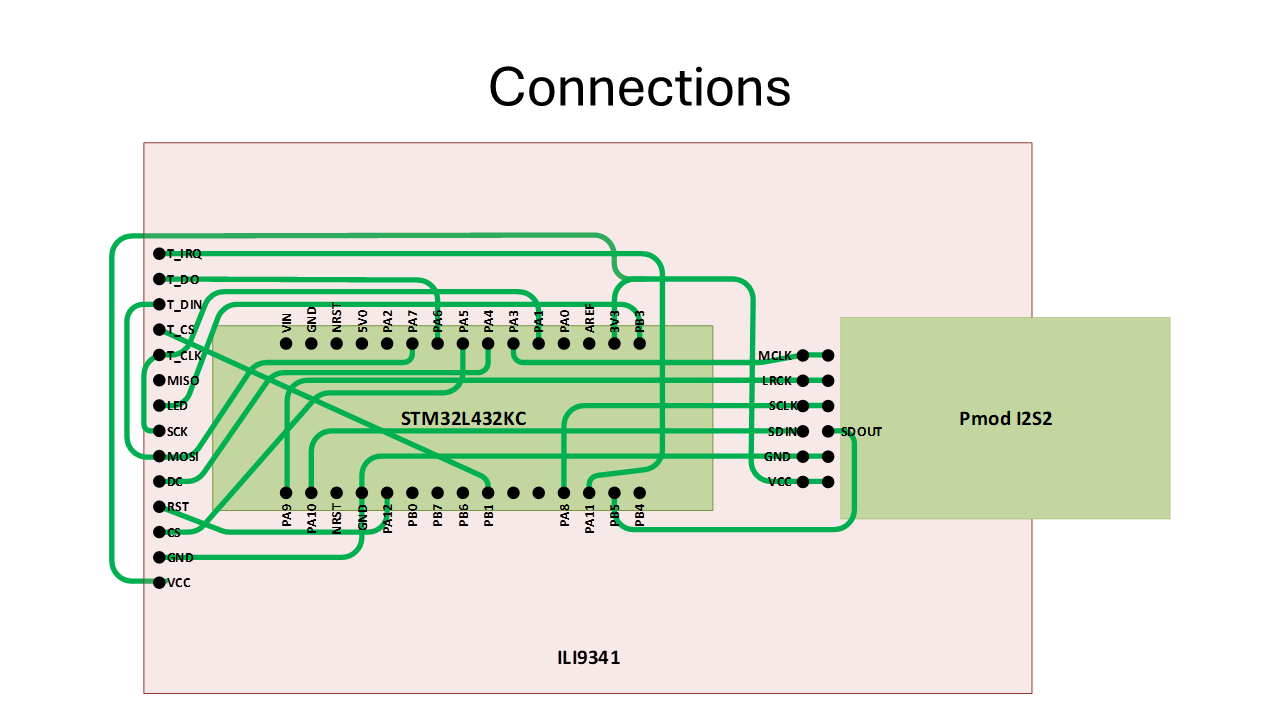 Connections
T_IRQ
T_DO
T_DIN
T_CS
T_CLK
MISO
LED
SCK
MOSI
DC
RST
CS
GND
VCC
VIN
GND
NRST
5V0
PA2
PA7
PA6
PA5
PA4
PA3
PA1
PA0
AREF
3V3
PB3
STM32L432KC
PA9
PA10
NRST
GND
PA12
PB0
PB7
PB6
PB1
PA8
PA11
PB5
PB4
MCLK
LRCK
SCLK
SDIN
GND
VCC
SDOUT
Pmod I2S2
ILI9341